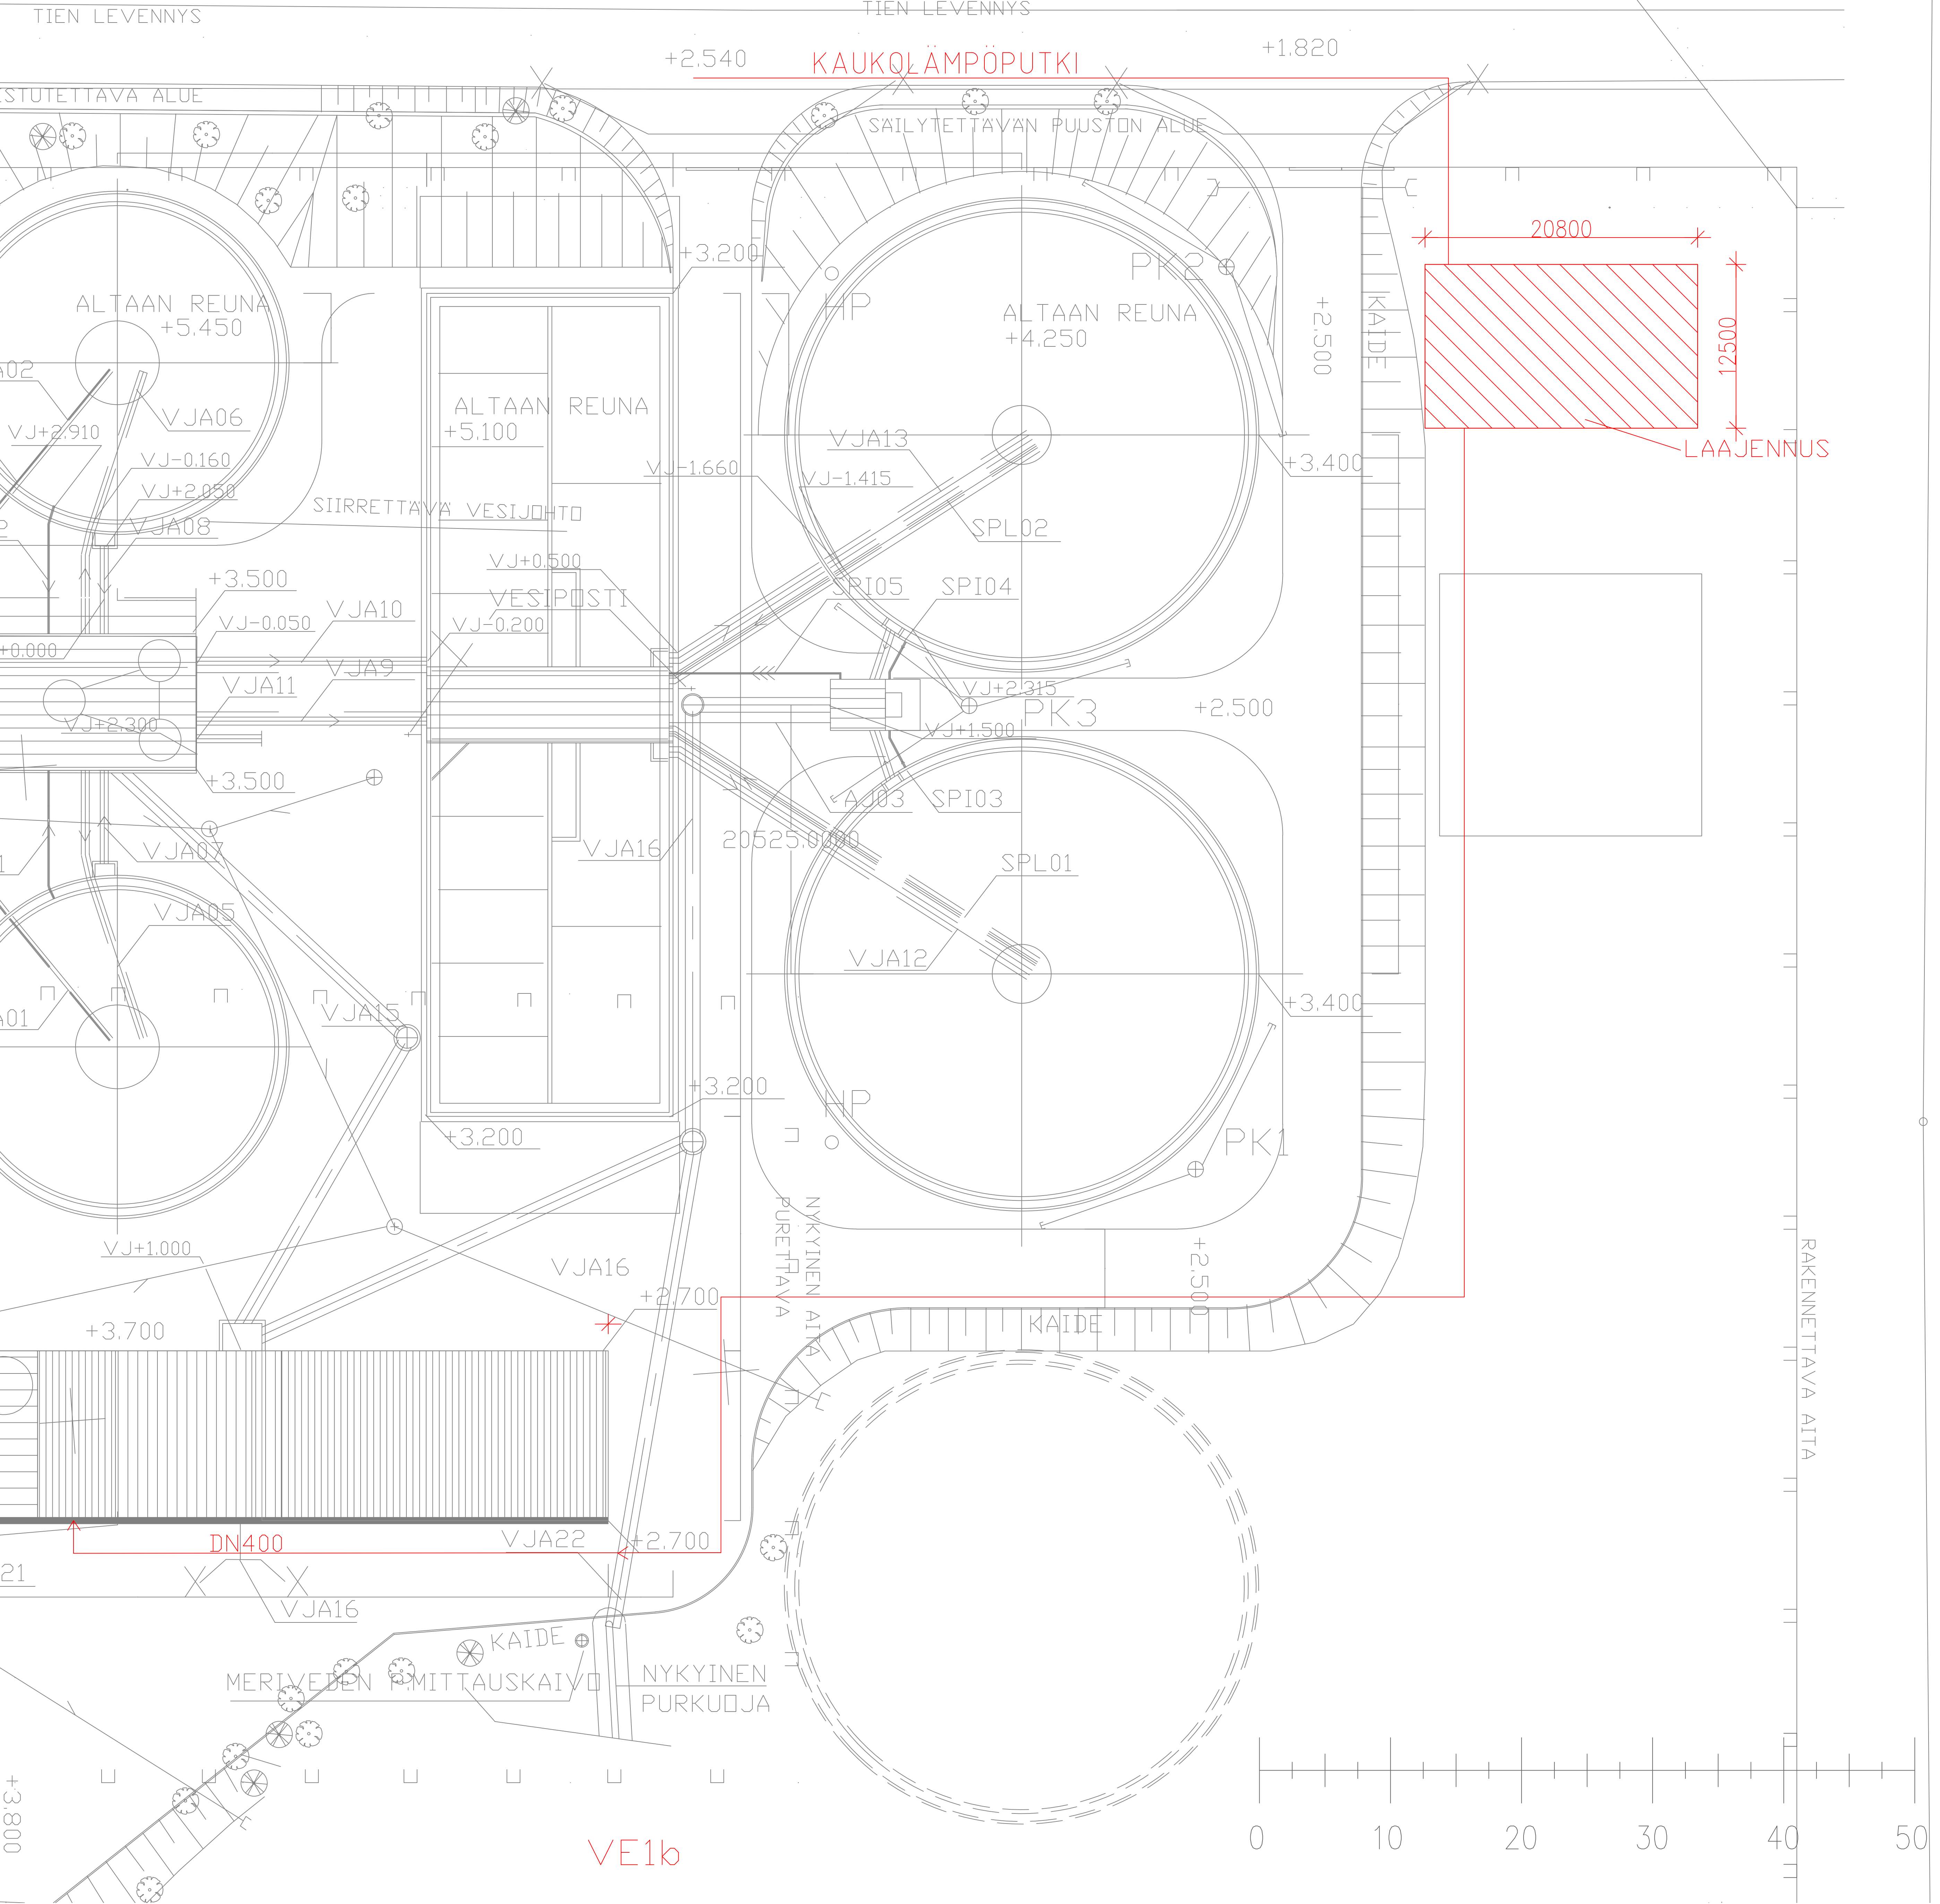 TIEN LEVENNYS
TIEN LEVENNYS
+2.540
KAUKOLÄMPÖPUTKI
+1.820
STUTETTAVA ALUE
SÄILYTETTÄVÄN PUUSTON ALUE
20800
+3.200
PK2
ALTAAN REUNA
+5.450
HP
ALTAAN REUNA
+4.250
+2.500
KAIDE
12500
A02
VJA06
ALTAAN REUNA
+5.100
VJ+2.910
VJA13
LAAJENNUS
VJ-0.160
VJ-1.660
VJ-1.415
+3.400
VJ+2.050
SIIRRETTÄVÄ VESIJOHTO
P
VJA08
SPL02
VJ+0.500
+3.500
VESIPOSTI
SPI05
SPI04
VJA10
VJ-0.050
VJ-0.200
+0.000
VJA9
VJA11
VJ+2.315
PK3
+2.500
VJ+2.300
VJ+1.500
+3.500
AJ03
SPI03
20525.0000
VJA07
VJA16
SPL01
1
VJA05
VJA12
A01
VJA15
+3.400
+3.200
HP
+3.200
PK1
NYKYINEN AITA
PURETTAVA
VJ+1.000
VJA16
+2.500
RAKENNETTAVA AITA
+2.700
+3.700
KAIDE
DN400
VJA22
+2.700
21
VJA16
KAIDE
MERIVEDEN P.MITTAUSKAIVO
NYKYINEN
PURKUOJA
+3.800
VE1b
0 10 20 30 40 50